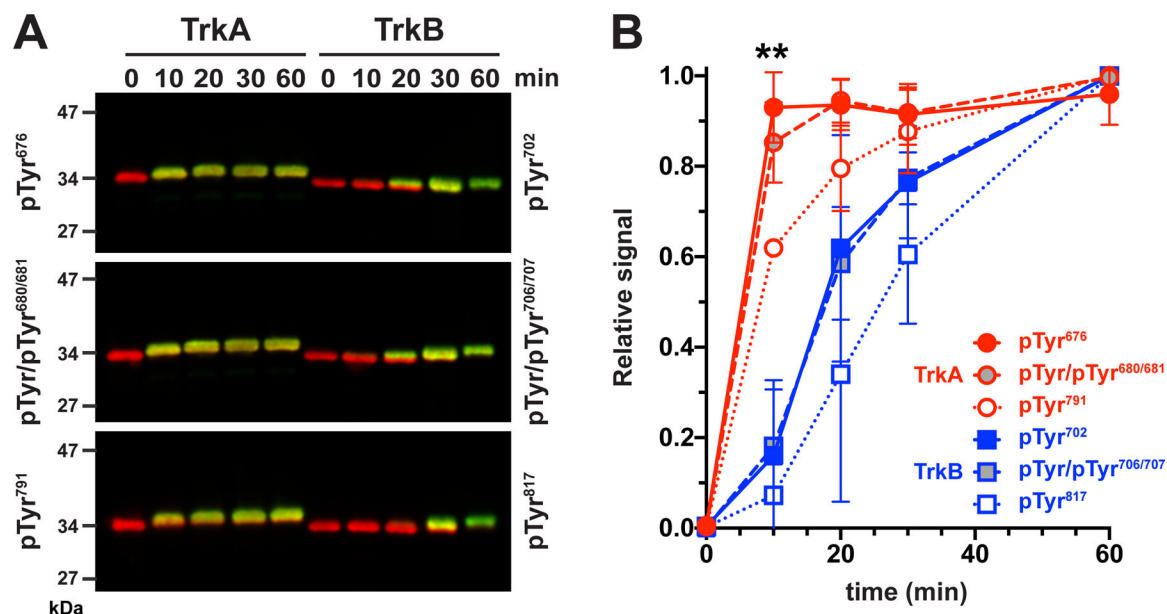 A
TrkA TrkB
0 10 20 30 60 0 10 20 30 60 min
pTyr⁶⁷⁶
47
34
27
pTyr⁷⁰²
pTyr/pTyr⁶⁸⁰/⁶⁸¹
47
34
27
pTyr/pTyr⁷⁰⁶/⁷⁰⁷
pTyr⁷⁹¹
47
34
27
pTyr⁸¹⁷
kDa
B
**
Relative signal
1.0
0.8
0.6
0.4
0.2
0.0
0 20 40 60
time (min)
pTyr⁶⁷⁶
TrkA pTyr/pTyr⁶⁸⁰/⁶⁸¹
pTyr⁷⁹¹
pTyr⁷⁰²
TrkB pTyr/pTyr⁷⁰⁶/⁷⁰⁷
pTyr⁸¹⁷